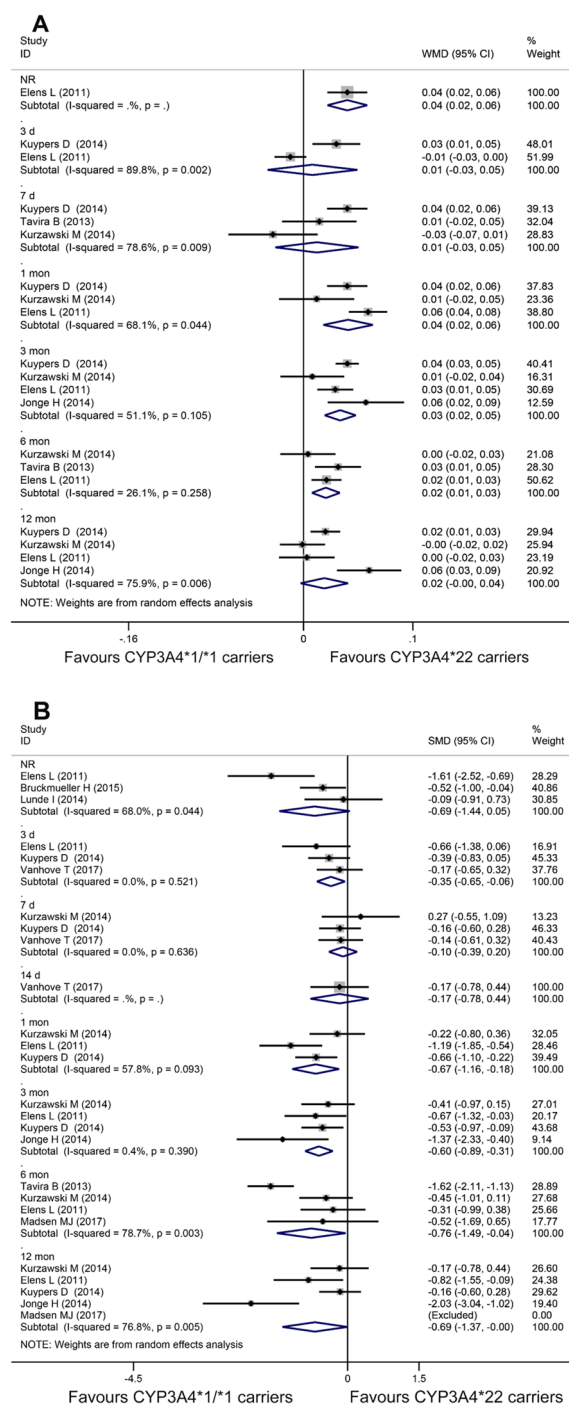 A
Study %
ID WMD (95% CI) Weight
NR
Elens L (2011) 0.04 (0.02, 0.06) 100.00
Subtotal (I-squared = .%, p = .) 0.04 (0.02, 0.06) 100.00
.
3 d
Kuypers D (2014) 0.03 (0.01, 0.05) 48.01
Elens L (2011) -0.01 (-0.03, 0.00) 51.99
Subtotal (I-squared = 89.8%, p = 0.002) 0.01 (-0.03, 0.05) 100.00
.
7 d
Kuypers D (2014) 0.04 (0.02, 0.06) 39.13
Tavira B (2013) 0.01 (-0.02, 0.05) 32.04
Kurzawski M (2014) -0.03 (-0.07, 0.01) 28.83
Subtotal (I-squared = 78.6%, p = 0.009) 0.01 (-0.03, 0.05) 100.00
.
1 mon
Kuypers D (2014) 0.04 (0.02, 0.06) 37.83
Kurzawski M (2014) 0.01 (-0.02, 0.05) 23.36
Elens L (2011) 0.06 (0.04, 0.08) 38.80
Subtotal (I-squared = 68.1%, p = 0.044) 0.04 (0.02, 0.06) 100.00
.
3 mon
Kuypers D (2014) 0.04 (0.03, 0.05) 40.41
Kurzawski M (2014) 0.01 (-0.02, 0.04) 16.31
Elens L (2011) 0.03 (0.01, 0.05) 30.69
Jonge H (2014) 0.06 (0.02, 0.09) 12.59
Subtotal (I-squared = 51.1%, p = 0.105) 0.03 (0.02, 0.05) 100.00
.
6 mon
Kurzawski M (2014) 0.00 (-0.02, 0.03) 21.08
Tavira B (2013) 0.03 (0.01, 0.05) 28.30
Elens L (2011) 0.02 (0.01, 0.03) 50.62
Subtotal (I-squared = 26.1%, p = 0.258) 0.02 (0.01, 0.03) 100.00
.
12 mon
Kuypers D (2014) 0.02 (0.01, 0.03) 29.94
Kurzawski M (2014) -0.00 (-0.02, 0.02) 25.94
Elens L (2011) 0.00 (-0.02, 0.03) 23.19
Jonge H (2014) 0.06 (0.03, 0.09) 20.92
Subtotal (I-squared = 75.9%, p = 0.006) 0.02 (-0.00, 0.04) 100.00
NOTE: Weights are from random effects analysis
-.16 0 .1
Favours CYP3A4*1/*1 carriers Favours CYP3A4*22 carriers
B
Study %
ID SMD (95% CI) Weight
NR
Elens L (2011) -1.61 (-2.52, -0.69) 28.29
Bruckmueller H (2015) -0.52 (-1.00, -0.04) 40.86
Lunde I (2014) -0.09 (-0.91, 0.73) 30.85
Subtotal (I-squared = 68.0%, p = 0.044) -0.69 (-1.44, 0.05) 100.00
.
3 d
Elens L (2011) -0.66 (-1.38, 0.06) 16.91
Kuypers D (2014) -0.39 (-0.83, 0.05) 45.33
Vanhove T (2017) -0.17 (-0.65, 0.32) 37.76
Subtotal (I-squared = 0.0%, p = 0.521) -0.35 (-0.65, -0.06) 100.00
.
7 d
Kurzawski M (2014) 0.27 (-0.55, 1.09) 13.23
Kuypers D (2014) -0.16 (-0.60, 0.28) 46.33
Vanhove T (2017) -0.14 (-0.61, 0.32) 40.43
Subtotal (I-squared = 0.0%, p = 0.636) -0.10 (-0.39, 0.20) 100.00
.
14 d
Vanhove T (2017) -0.17 (-0.78, 0.44) 100.00
Subtotal (I-squared = .%, p = .) -0.17 (-0.78, 0.44) 100.00
.
1 mon
Kurzawski M (2014) -0.22 (-0.80, 0.36) 32.05
Elens L (2011) -1.19 (-1.85, -0.54) 28.46
Kuypers D (2014) -0.66 (-1.10, -0.22) 39.49
Subtotal (I-squared = 57.8%, p = 0.093) -0.67 (-1.16, -0.18) 100.00
.
3 mon
Kurzawski M (2014) -0.41 (-0.97, 0.15) 27.01
Elens L (2011) -0.67 (-1.32, -0.03) 20.17
Kuypers D (2014) -0.53 (-0.97, -0.09) 43.68
Jonge H (2014) -1.37 (-2.33, -0.40) 9.14
Subtotal (I-squared = 0.4%, p = 0.390) -0.60 (-0.89, -0.31) 100.00
.
6 mon
Tavira B (2013) -1.62 (-2.11, -1.13) 28.89
Kurzawski M (2014) -0.45 (-1.01, 0.11) 27.68
Elens L (2011) -0.31 (-0.99, 0.38) 25.66
Madsen MJ (2017) -0.52 (-1.69, 0.65) 17.77
Subtotal (I-squared = 78.7%, p = 0.003) -0.76 (-1.49, -0.04) 100.00
.
12 mon
Kurzawski M (2014) -0.17 (-0.78, 0.44) 26.60
Elens L (2011) -0.82 (-1.55, -0.09) 24.38
Kuypers D (2014) -0.16 (-0.60, 0.28) 29.62
Jonge H (2014) -2.03 (-3.04, -1.02) 19.40
Madsen MJ (2017) (Excluded) 0.00
Subtotal (I-squared = 76.8%, p = 0.005) -0.69 (-1.37, -0.00) 100.00
NOTE: Weights are from random effects analysis
-4.5 0 1.5
Favours CYP3A4*1/*1 carriers Favours CYP3A4*22 carriers